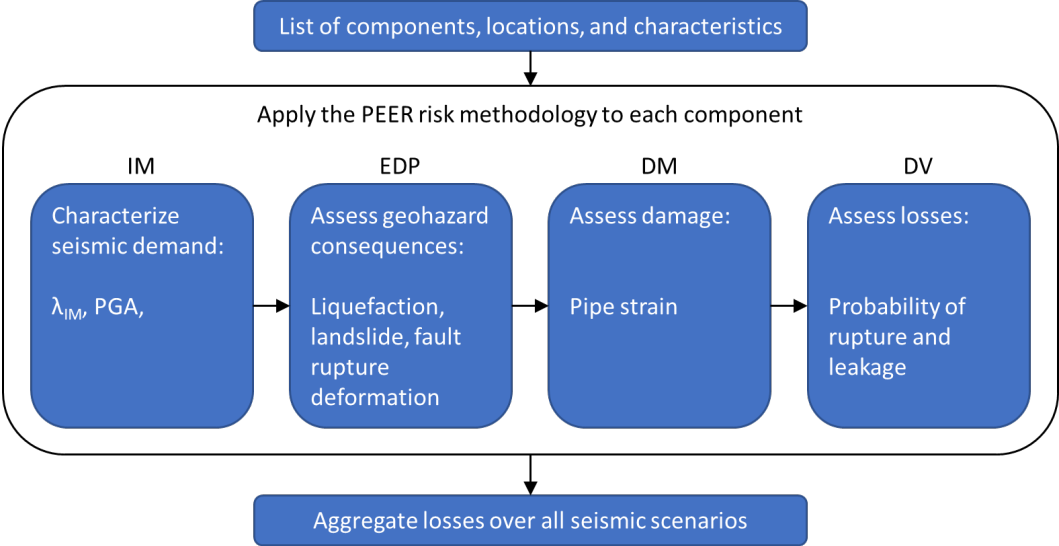 List of components, locations, and characteristics
Apply the PEER risk methodology to each component
IM
Characterize
seismic demand:
λIM, PGA,
EDP
Assess geohazard
consequences:
Liquefaction,
landslide, fault
rupture
deformation
DM
Assess damage:
Pipe strain
DV
Assess losses:
Probability of
rupture and
leakage
Aggregate losses over all seismic scenarios